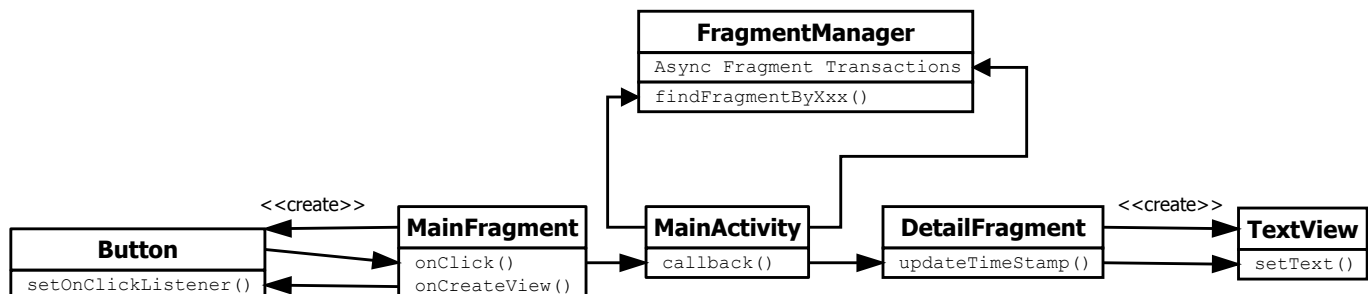 FragmentManager
Async Fragment Transactions
findFragmentByXxx()
<<create>>
<<create>>
Button
setOnClickListener()
MainFragment
onClick()
onCreateView()
MainActivity
callback()
DetailFragment
updateTimeStamp()
TextView
setText()